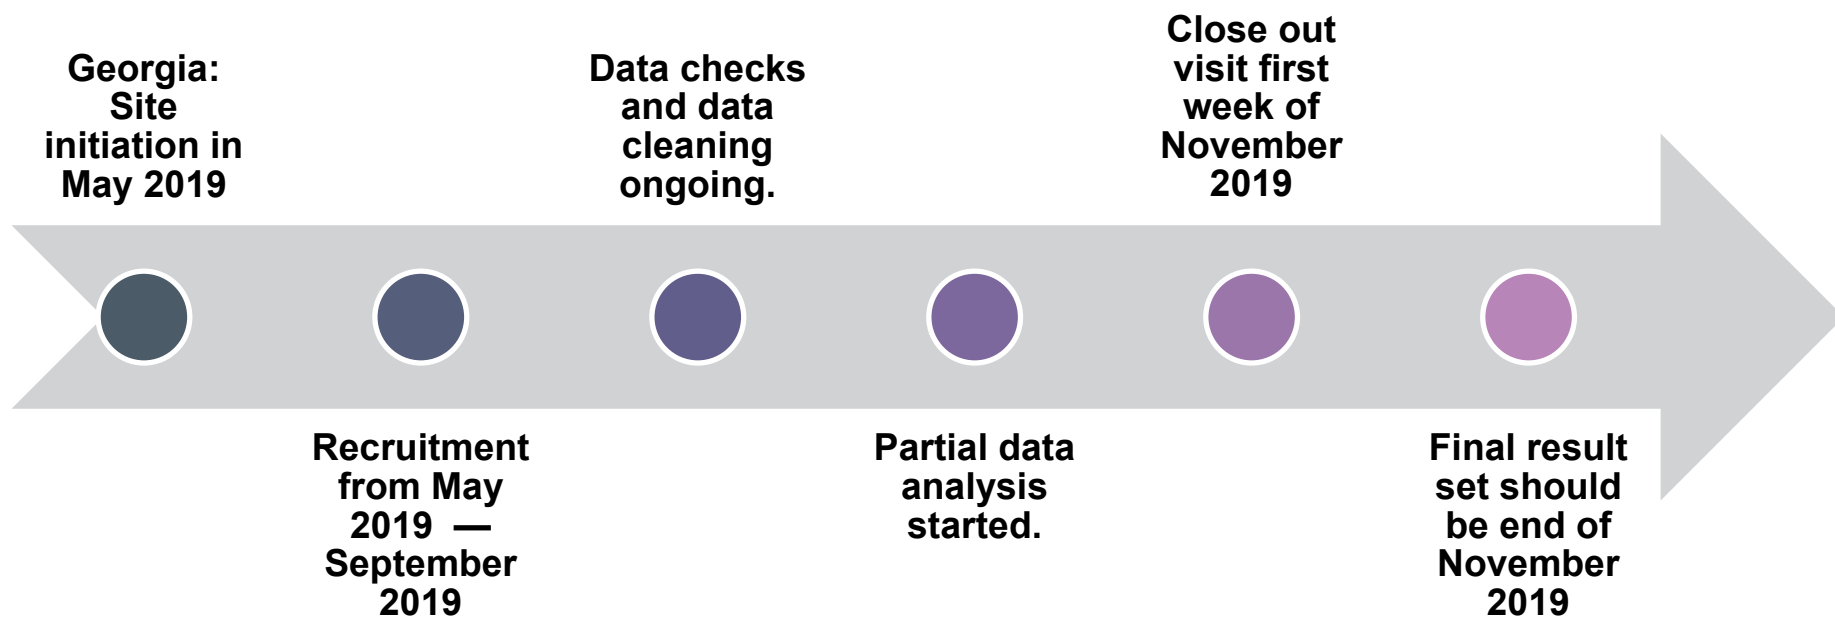 Georgia:
Site
initiation in
May 2019
Recruitment
from May
2019 —
September
2019
Data checks
and data
cleaning
ongoing.
Partial data
analysis
started.
Close out
visit first
week of
November
2019
Final result
set should
be end of
November
2019